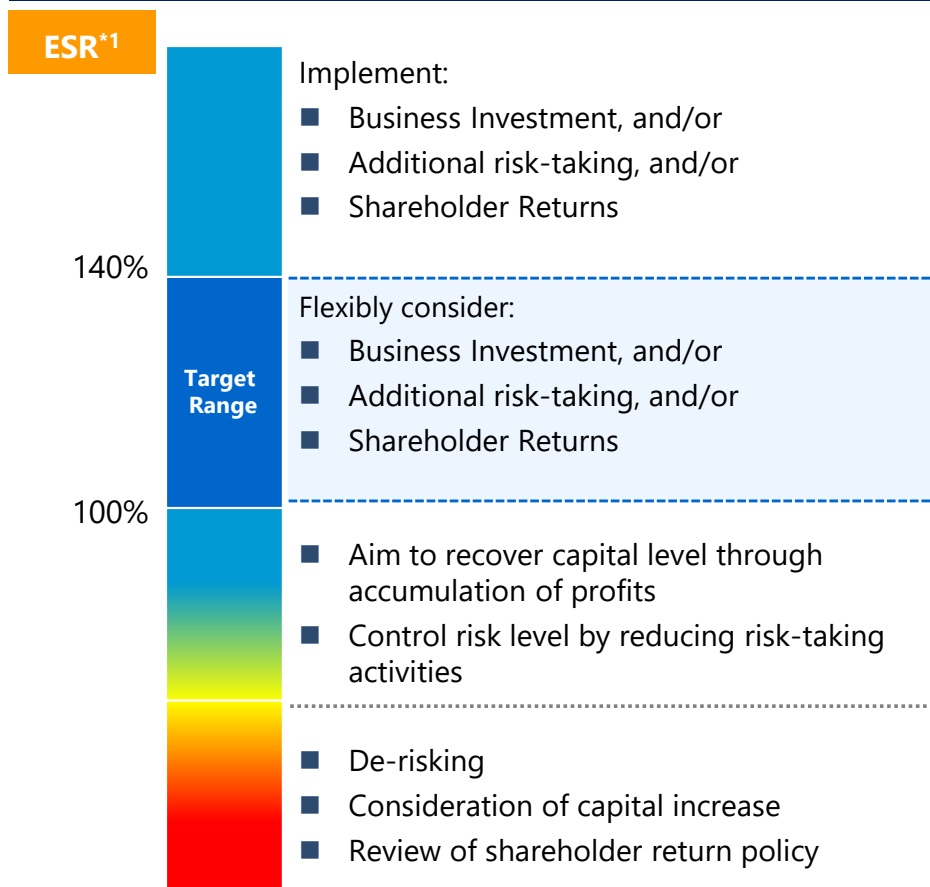 ESR*1
Implement:
■ Business Investment, and/or
■ Additional risk-taking, and/or
■ Shareholder Returns
140%
Flexibly consider:
■ Business Investment, and/or
■ Additional risk-taking, and/or
■ Shareholder Returns
Target
Range
100%
■ Aim to recover capital level through
accumulation of profits
■ Control risk level by reducing risk-taking
activities
■ De-risking
■ Consideration of capital increase
■ Review of shareholder return policy